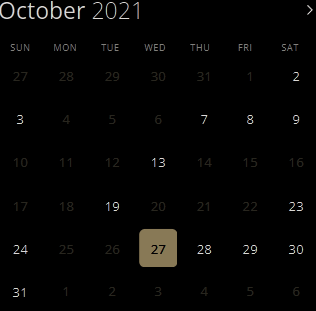 October 2021 >
SUN MON TUE WED THU FRI SAT
27 28 29 30 31 1 2
3 4 5 6 7 8 9
10 11 12 13 14 15 16
17 18 19 20 21 22 23
24 25 26 27 28 29 30
31 1 2 3 4 5 6